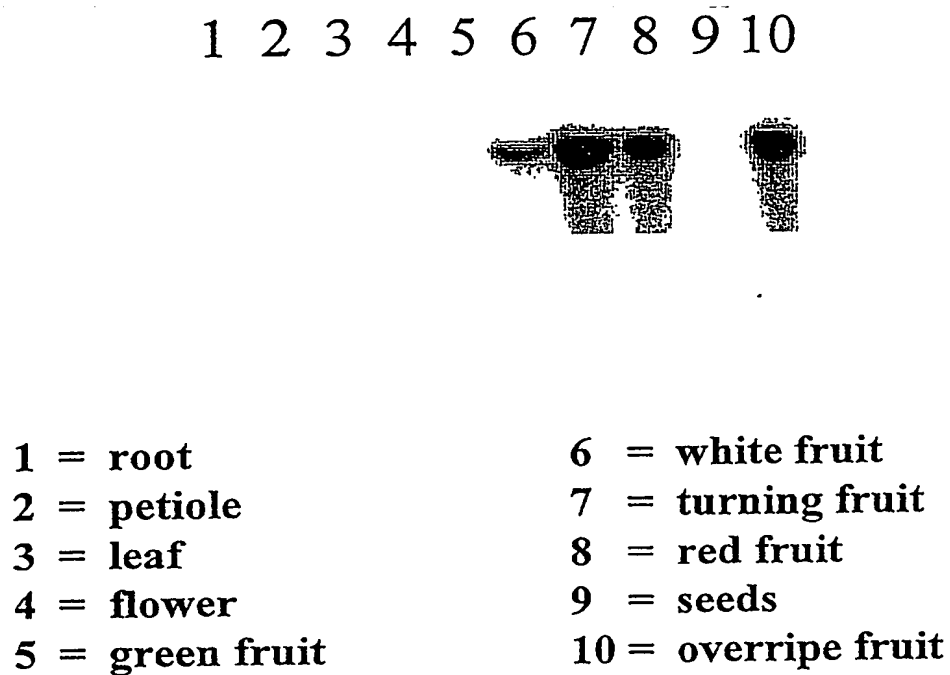 1 2 3 4 5 6 7 8 9 10
1 = root
2 = petiole
3 = leaf
4 = flower
5 = green fruit
6 = white fruit
7 = turning fruit
8 = red fruit
9 = seeds
10 = overripe fruit